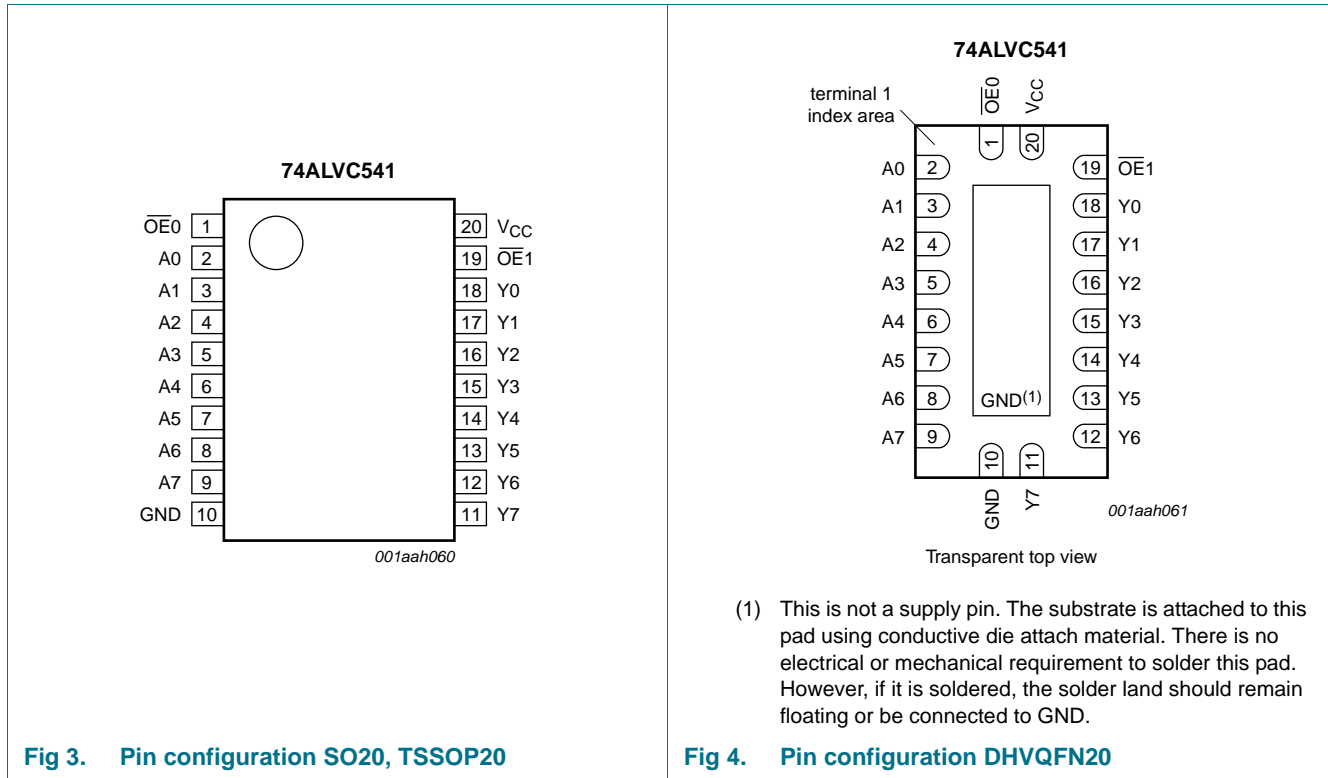 74ALVC541
OE0 1
A0 2
A1 3
A2 4
A3 5
A4 6
A5 7
A6 8
A7 9
GND 10
20 VCC
19 OE1
18 Y0
17 Y1
16 Y2
15 Y3
14 Y4
13 Y5
12 Y6
11 Y7
001aah060
Fig 3. Pin configuration SO20, TSSOP20
74ALVC541
terminal 1
index area
OE0
VCC
1
20
A0 2
A1 3
A2 4
A3 5
A4 6
A5 7
A6 8
A7 9
19 OE1
18 Y0
17 Y1
16 Y2
15 Y3
14 Y4
13 Y5
12 Y6
GND(1)
10
11
GND
Y7
001aah061
Transparent top view
(1) This is not a supply pin. The substrate is attached to this
pad using conductive die attach material. There is no
electrical or mechanical requirement to solder this pad.
However, if it is soldered, the solder land should remain
floating or be connected to GND.
Fig 4. Pin configuration DHVQFN20